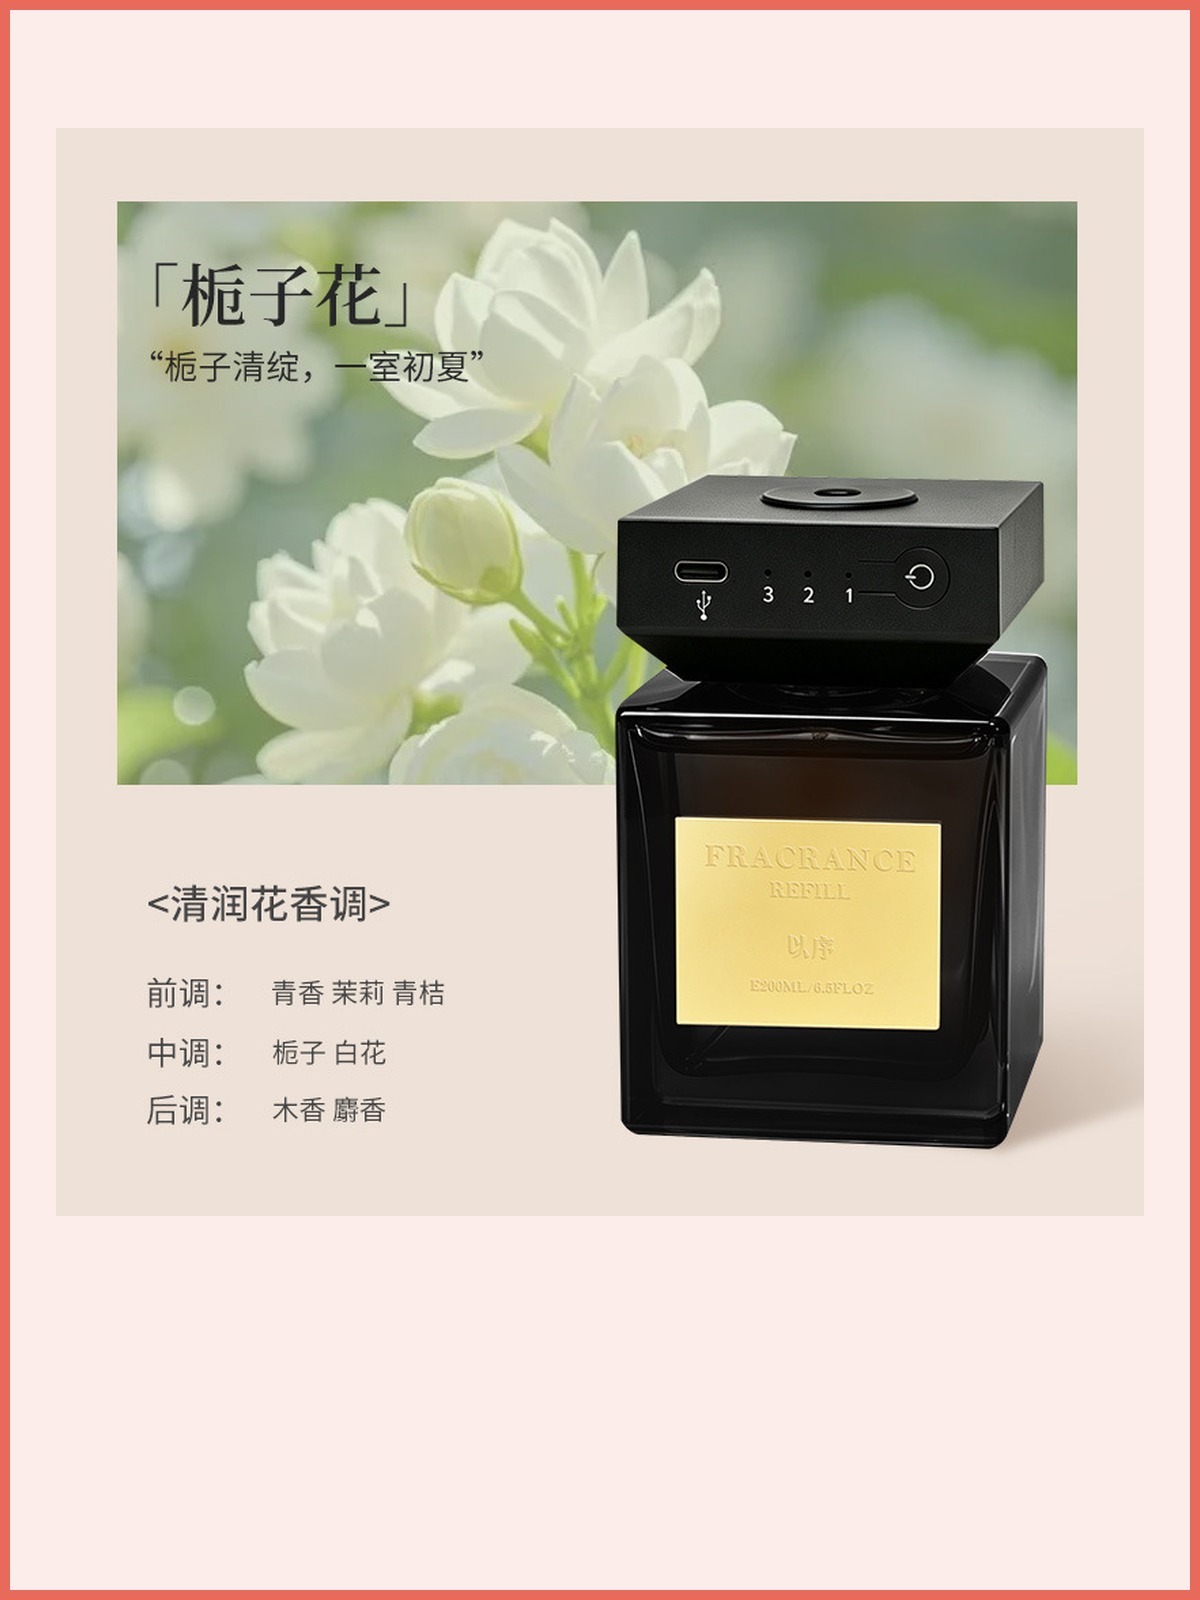 「栀子花」
“栀子清绽，一室初夏”
3 2 1
FRAGRANCE
REFILL
以序
E200ML/6.5FLOZ
<清润花香调>
前调： 青香 茉莉 青桔
中调： 栀子 白花
后调： 木香 麝香